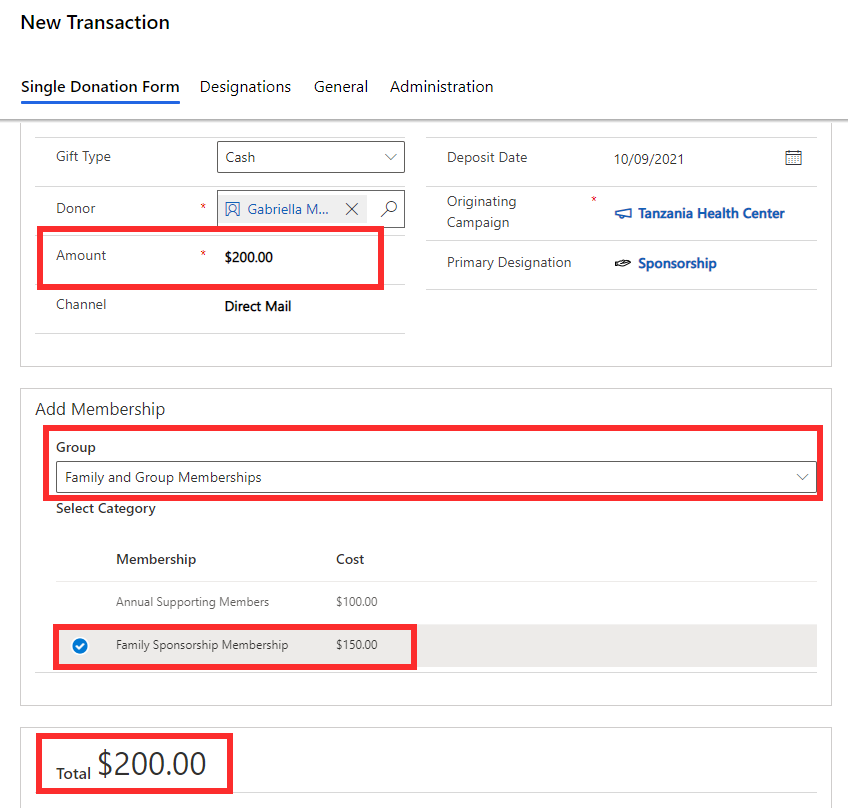 New Transaction
Single Donation Form Designations General Administration
Gift Type Cash
Deposit Date 10/09/2021
Donor * Gabriella M...
Originating Campaign * Tanzania Health Center
Amount * $200.00
Primary Designation Sponsorship
Channel Direct Mail
Add Membership
Group
Family and Group Memberships
Select Category
Membership Cost
Annual Supporting Members $100.00
Family Sponsorship Membership $150.00
Total $200.00